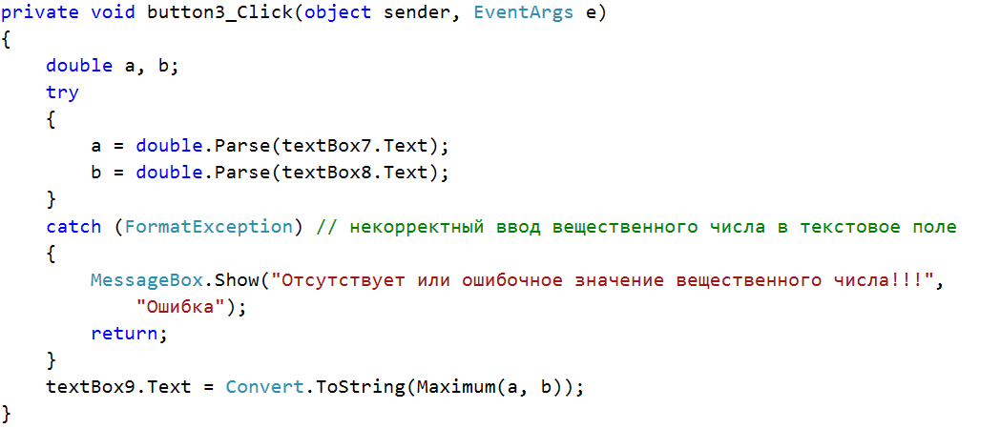 private void button3_Click(object sender, EventArgs e)
{
    double a, b;
    try
    {
        a = double.Parse(textBox7.Text);
        b = double.Parse(textBox8.Text);
    }
    catch (FormatException) // некорректный ввод вещественного числа в текстовое поле
    {
        MessageBox.Show("Отсутствует или ошибочное значение вещественного числа!!!",
            "Ошибка");
        return;
    }
    textBox9.Text = Convert.ToString(Maximum(a, b));
}